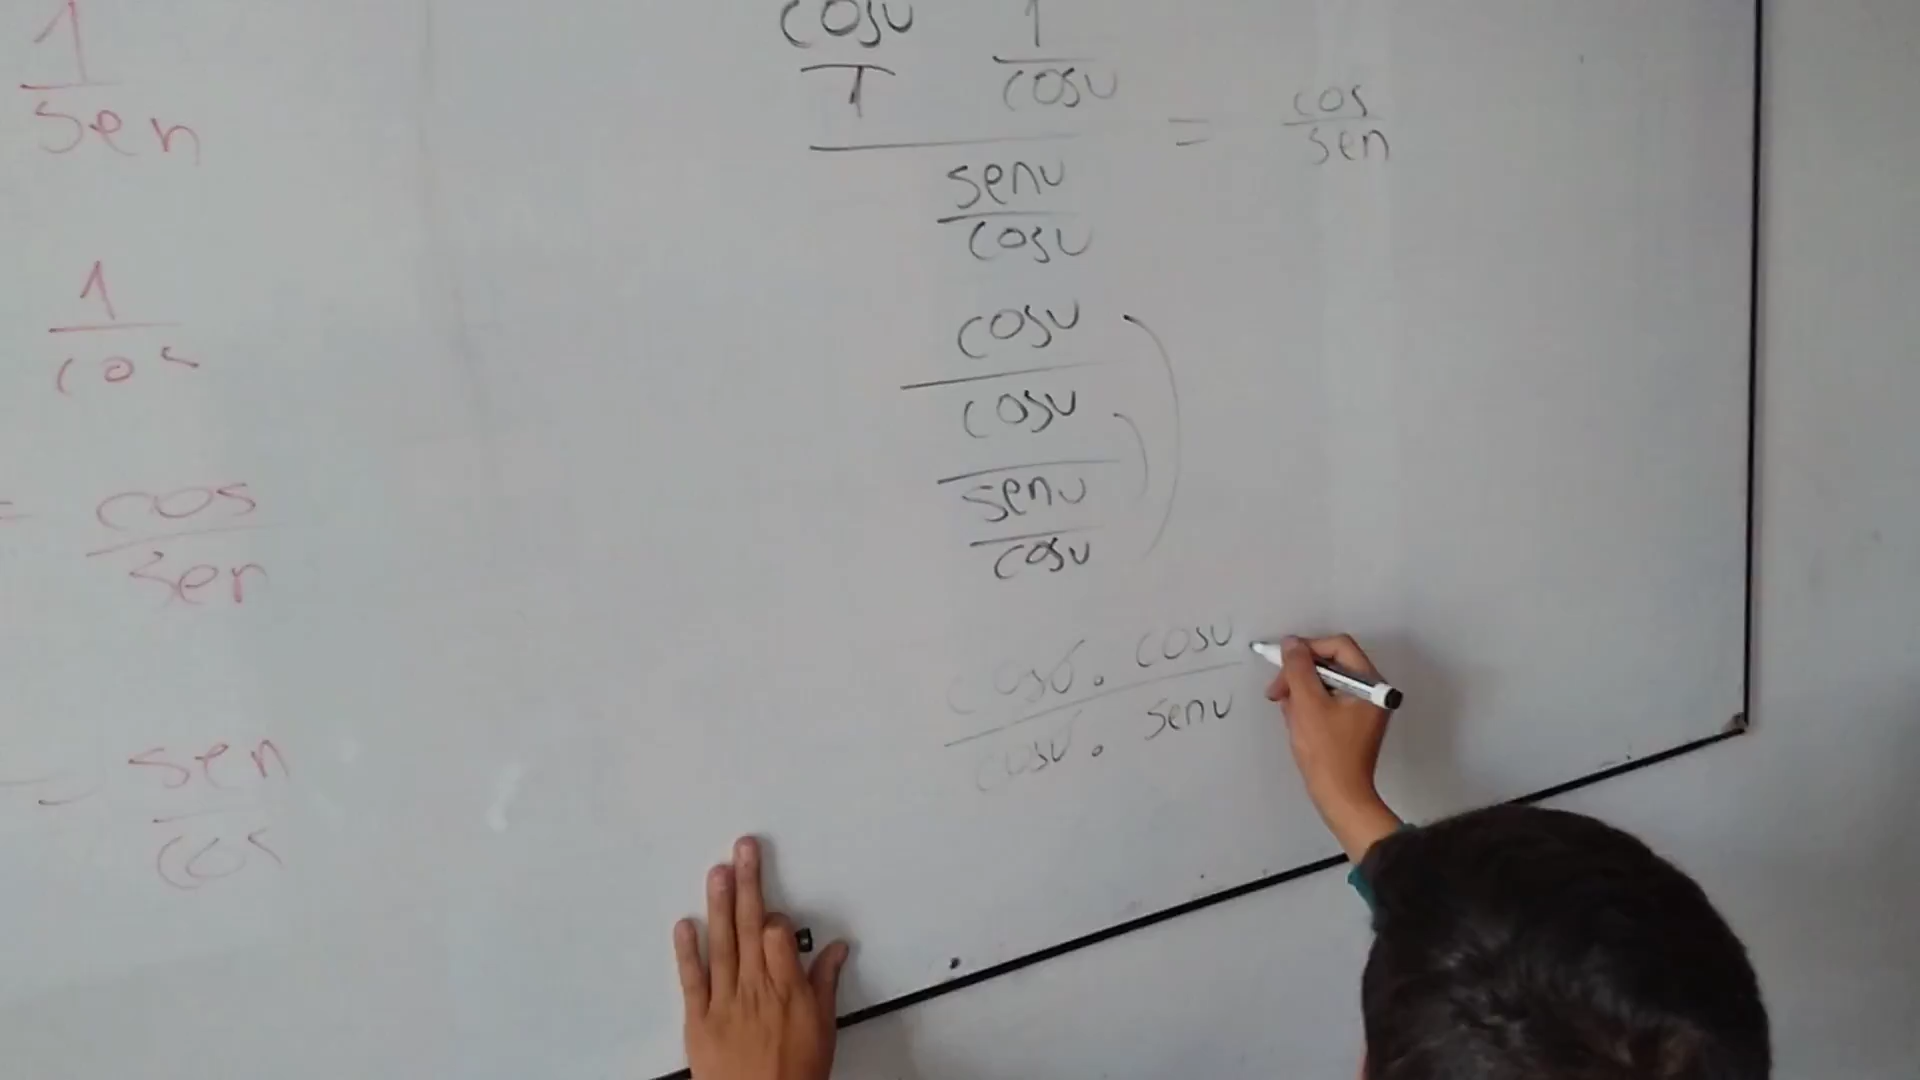 1
sen
1
cos
= cos
sen
= sen
cos
cosu 1
1 cosu
senu
cosu
= cos
sen
cosu
cosu
senu
cosu
cosu . cosu
cosu . senu